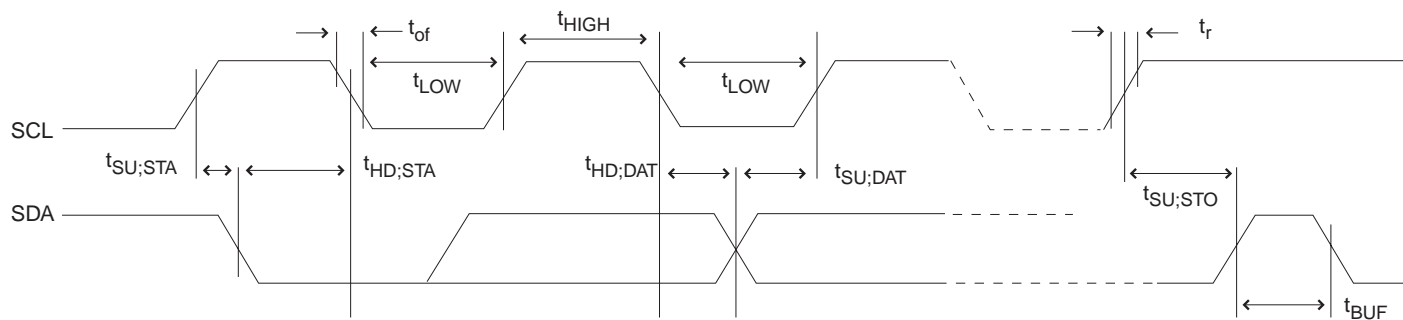 tof
tHIGH
tr
tLOW
tLOW
SCL
tSU;STA
tHD;STA
tHD;DAT
tSU;DAT
tSU;STO
SDA
tBUF